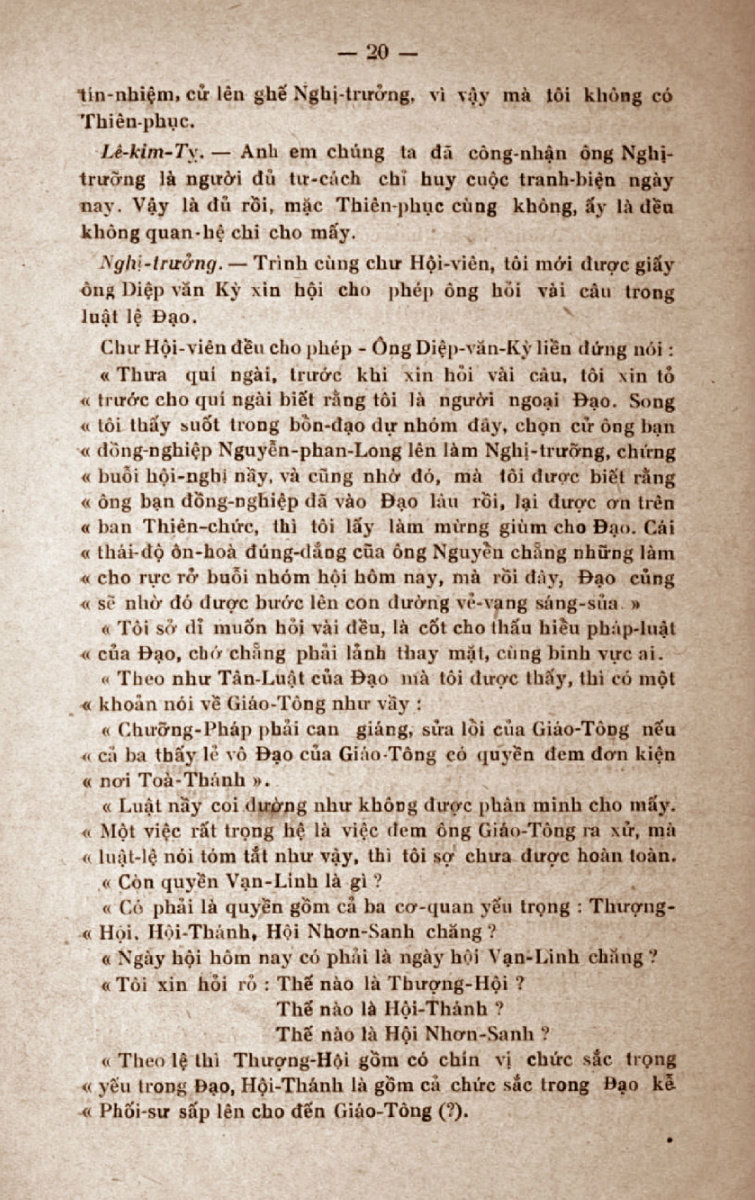 — 20 —
tín-nhiệm, cử lên ghế Nghị-trưởng, vì vậy mà tôi không có
Thiên-phục.
Lê-kim-Tỵ. — Anh em chúng ta đã công-nhận ông Nghị-
trưởng là người đủ tư-cách chỉ huy cuộc tranh-biện ngày
nay. Vậy là đủ rồi, mặc Thiên-phục cùng không, ấy là đều
không quan-hệ chi cho mấy.
Nghị-trưởng. — Trình cùng chư Hội-viên, tôi mới được giấy
ông Diệp văn Kỳ xin hội cho phép ông hỏi vài câu trong
luật lệ Đạo.
Chư Hội-viên đều cho phép - Ông Diệp-văn-Kỳ liền đứng nói :
« Thưa quí ngài, trước khi xin hỏi vài câu, tôi xin tỏ
« trước cho quí ngài biết rằng tôi là người ngoại Đạo. Song
« tôi thấy suốt trong bổn-đạo dự nhóm đây, chọn cử ông bạn
« đồng-nghiệp Nguyễn-phan-Long lên làm Nghị-trưỡng, chứng
« buỗi hội-nghị nầy, và cũng nhờ đó, mà tôi được biết rằng
« ông bạn đồng-nghiệp đã vào Đạo lâu rồi, lại được ơn trên
« ban Thiên-chức, thì tôi lấy làm mừng giùm cho Đạo. Cái
« thái-độ ôn-hoà đúng-đắng của ông Nguyễn chẳng những làm
« cho rực rỡ buỗi nhóm hội hôm nay, mà rồi đây, Đạo củng
« sẽ nhờ đó được bước lên con đường vẻ-vang sáng-sủa. »
« Tôi sở dĩ muốn hỏi vài đều, là cốt cho thấu hiểu pháp-luật
« của Đạo, chớ chẳng phải lảnh thay mặt, cùng binh vực ai.
« Theo như Tân-Luật của Đạo mà tôi được thấy, thì có một
« khoản nói về Giáo-Tông như vầy :
« Chưỡng-Pháp phải can giáng, sửa lồi của Giáo-Tông nếu
« cả ba thấy lẻ vô Đạo của Giáo-Tông có quyền đem đơn kiện
« nơi Toà-Thánh ».
« Luật nầy coi dường như không được phân minh cho mấy.
« Một việc rất trọng hệ là việc đem ông Giáo-Tông ra xử, mà
« luật-lệ nói tóm tắt như vậy, thì tôi sợ chưa được hoàn toàn.
« Còn quyền Vạn-Linh là gì ?
« Có phải là quyền gồm cả ba cơ-quan yếu trọng : Thượng-
« Hội, Hội-Thánh, Hội Nhơn-Sanh chăng ?
« Ngày hội hôm nay có phải là ngày hội Vạn-Linh chăng ?
« Tôi xin hỏi rỏ : Thế nào là Thượng-Hội ?
Thế nào là Hội-Thánh ?
Thế nào là Hội Nhơn-Sanh ?
« Theo lệ thì Thượng-Hội gồm có chín vị chức sắc trọng
« yếu trong Đạo, Hội-Thánh là gồm cả chức sắc trong Đạo kể
« Phối-sư sấp lên cho đến Giáo-Tông (?).